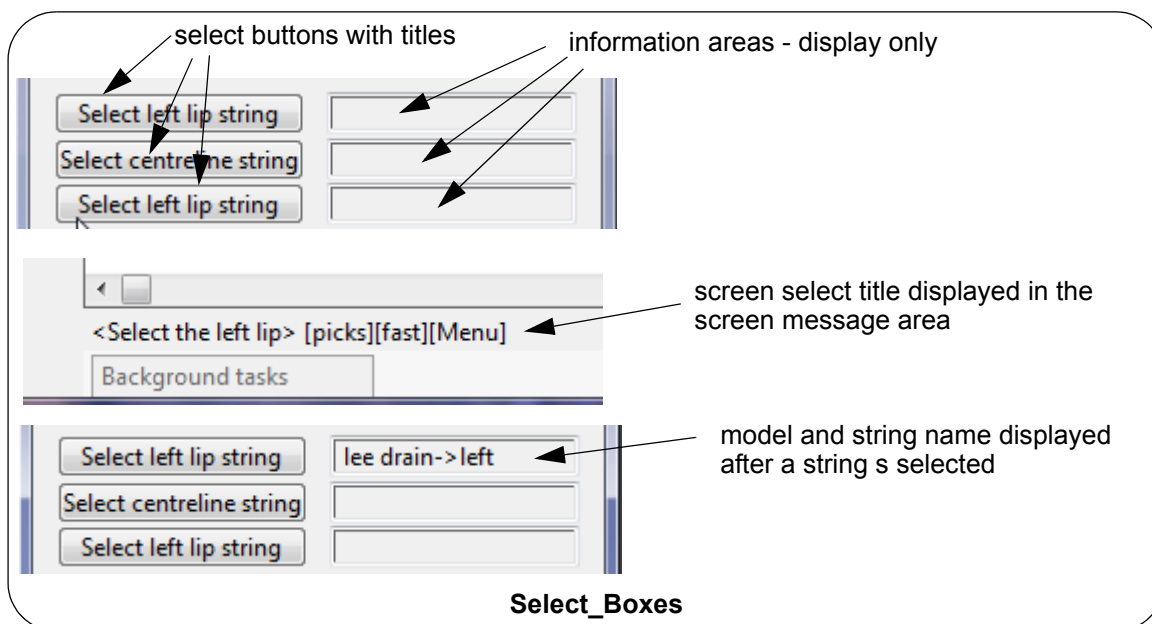 select buttons with titles
information areas - display only
Select left lip string
Select centreline string
Select left lip string
<Select the left lip> [picks][fast][Menu]
Background tasks
screen select title displayed in the
screen message area
Select left lip string
lee drain->left
Select centreline string
Select left lip string
model and string name displayed
after a string s selected
Select_Boxes